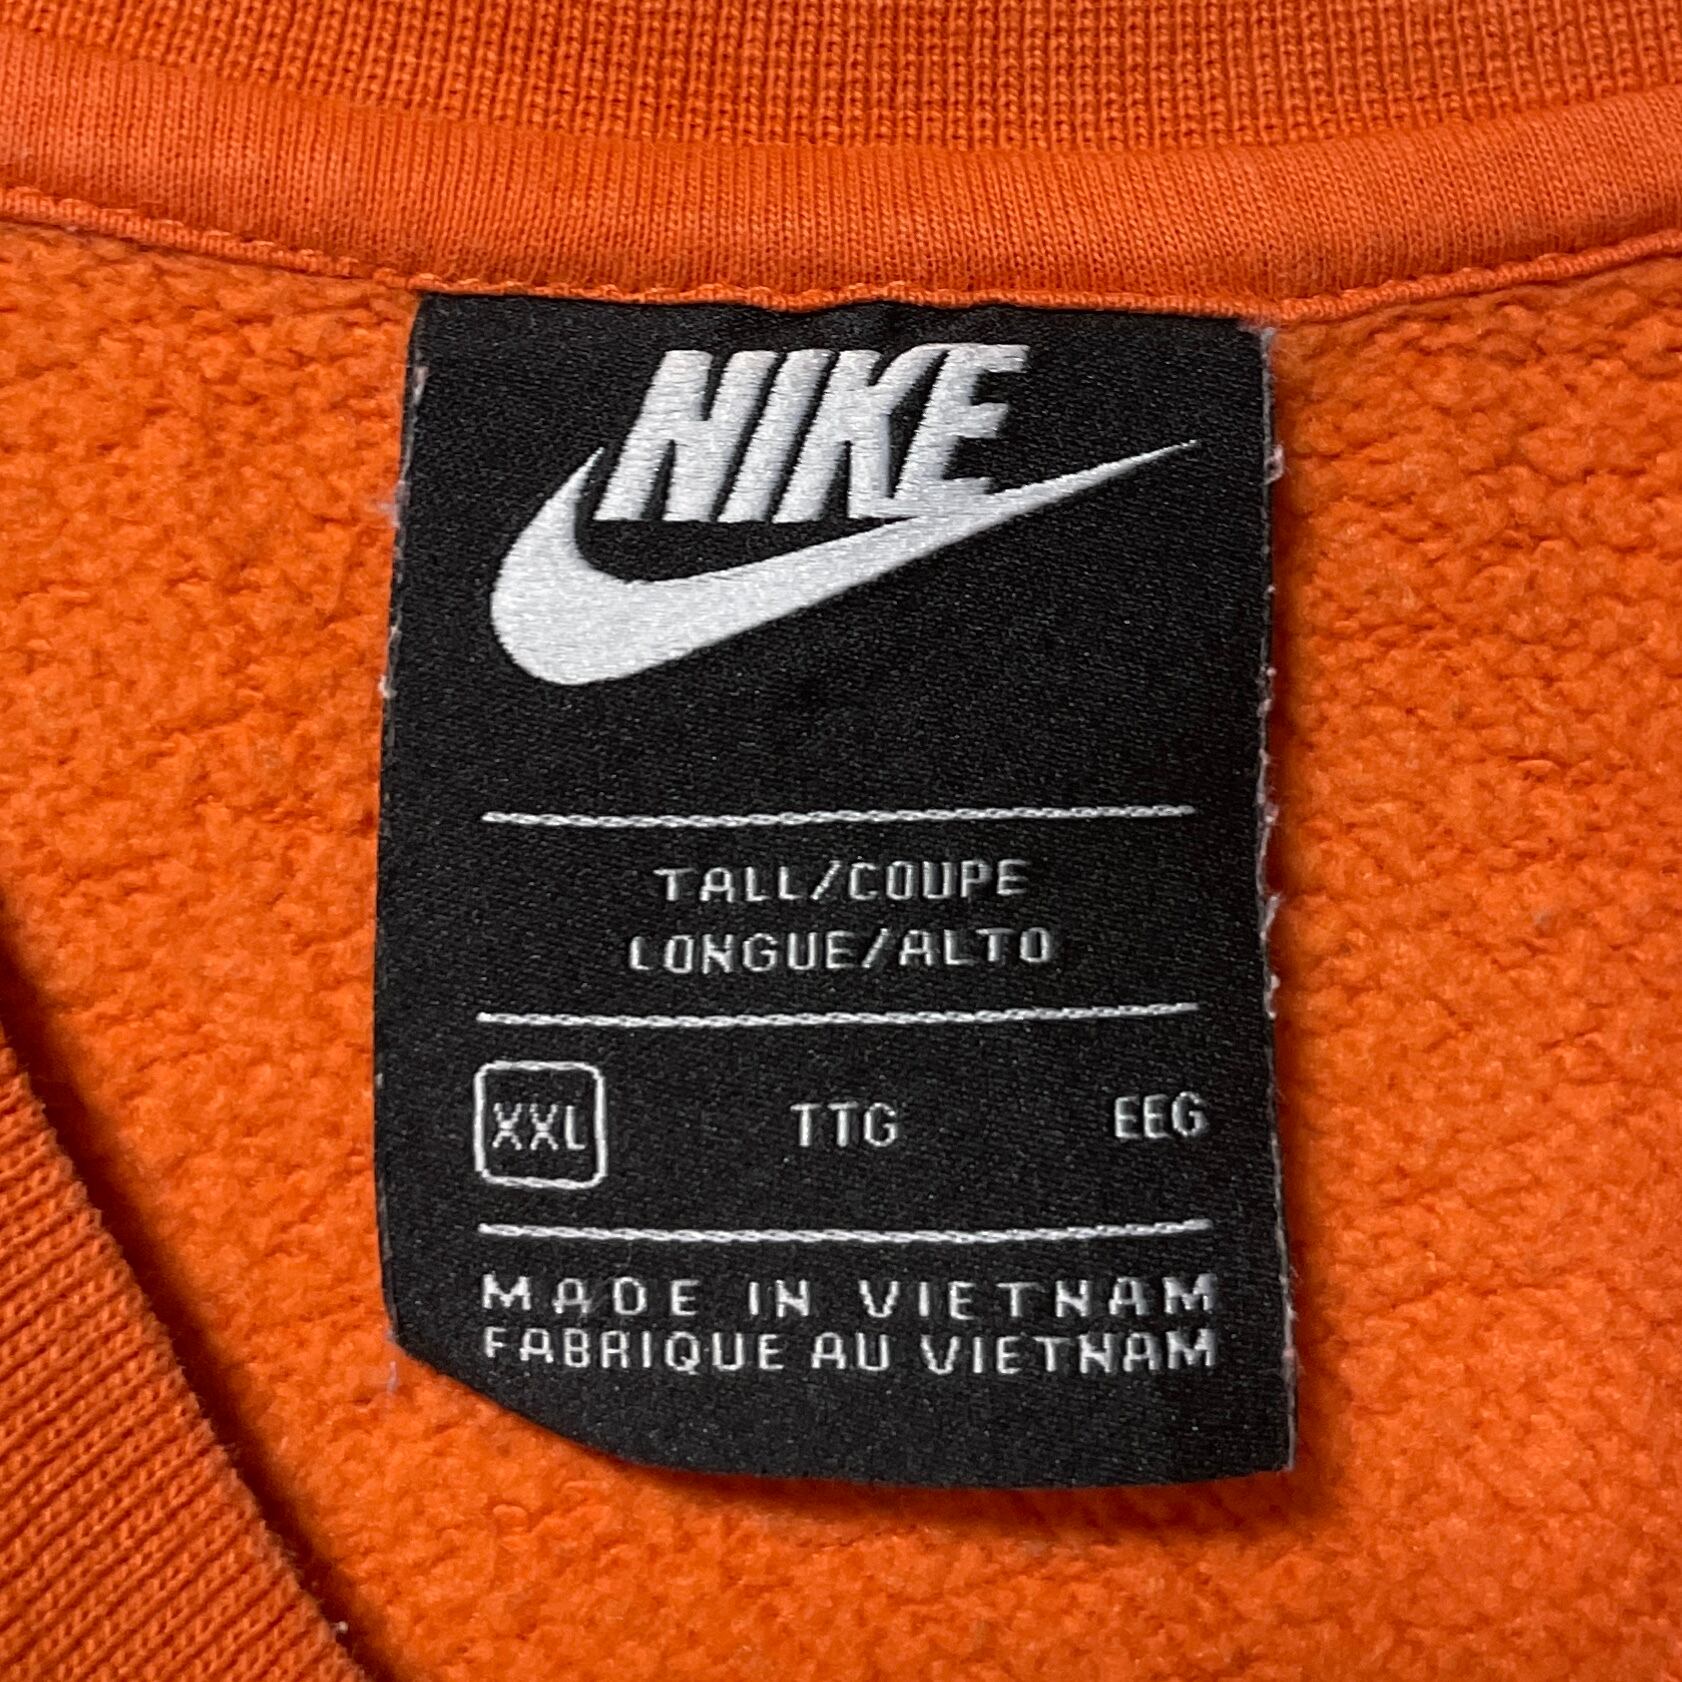 NIKE
TALL/COUPE
LONGUE/ALTO
XXL TTG EEG
MADE IN VIETNAM
FABRIQUE AU VIETNAM